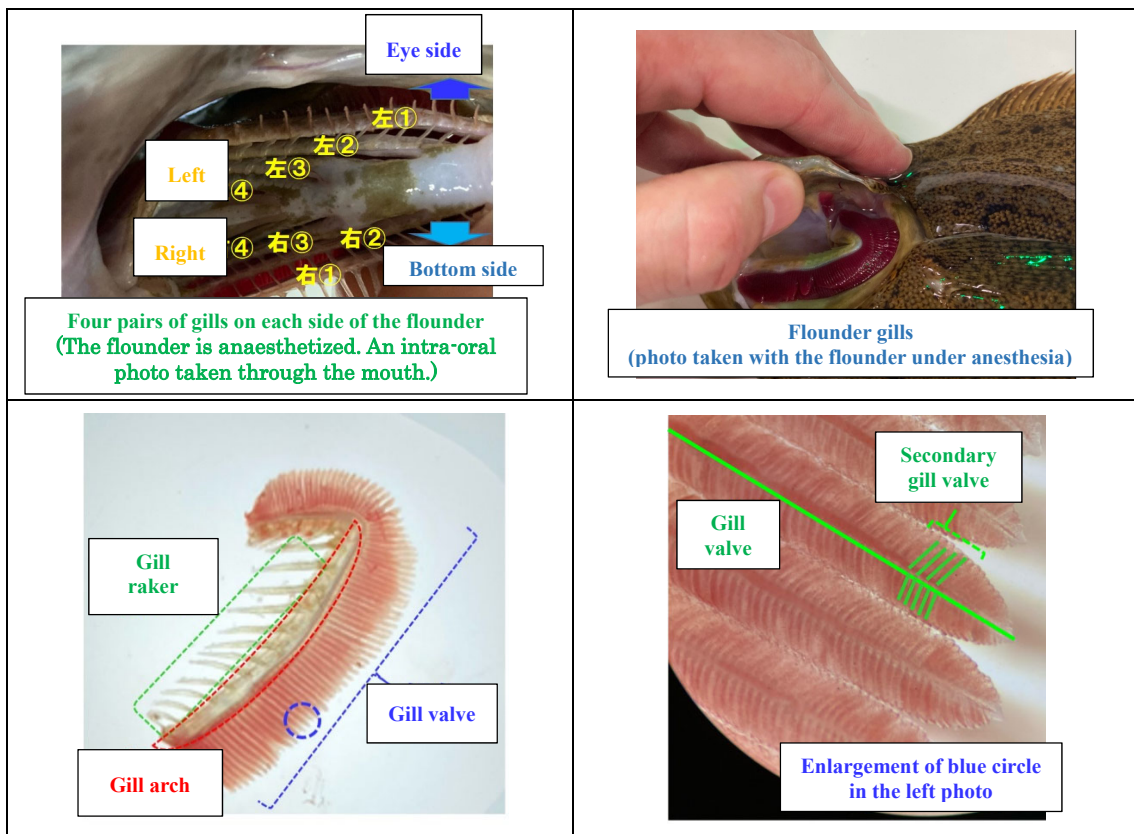 Eye side
左①
左②
左③
Left
④
Right
④
右③
右②
右①
Bottom side
Four pairs of gills on each side of the flounder
(The flounder is anaesthetized. An intra-oral
photo taken through the mouth.)
Flounder gills
(photo taken with the flounder under anesthesia)
Gill
raker
Gill valve
Gill arch
Secondary
gill valve
Gill
valve
Enlargement of blue circle
in the left photo